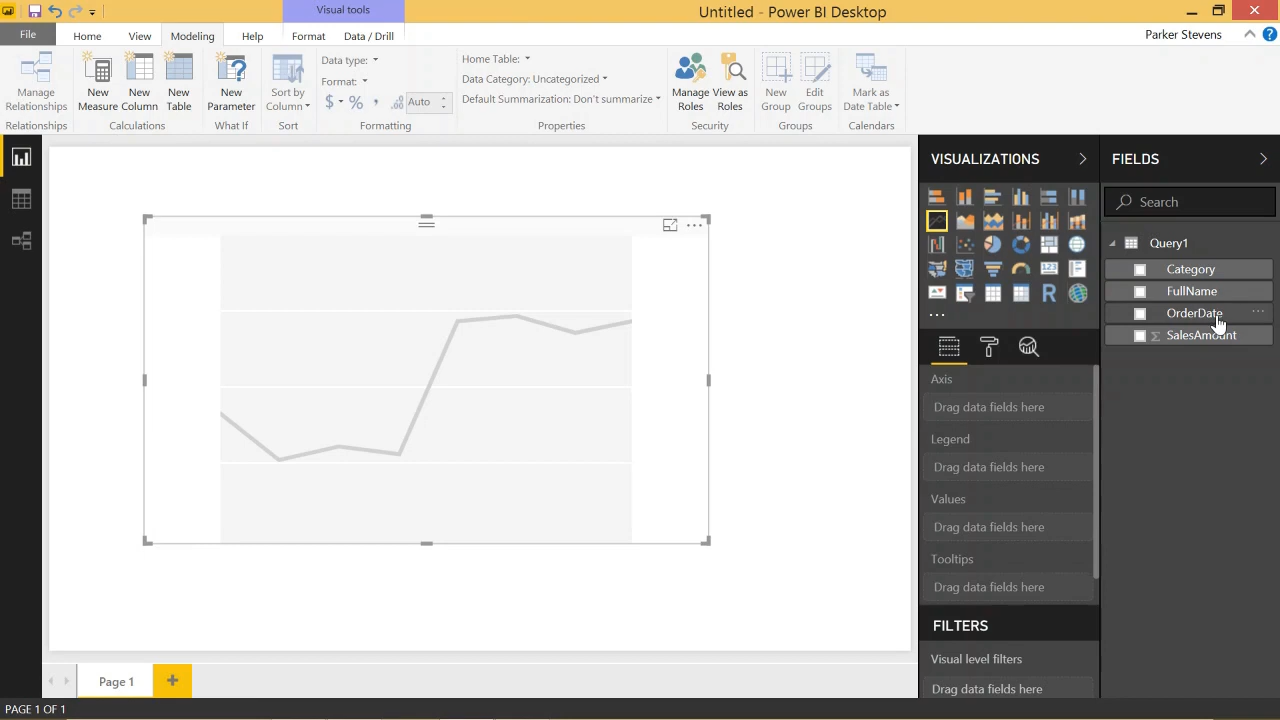 Visual tools
Untitled - Power BI Desktop
File
Home
View
Modeling
Help
Format
Data / Drill
Parker Stevens
Manage Relationships
New Measure
New Column
New Table
New Parameter
Sort by Column
Data type:
Format:
$ % , Auto
Home Table:
Data Category: Uncategorized
Default Summarization: Don't summarize
Manage Roles
View as Roles
New Group
Edit Groups
Mark as Date Table
Relationships
Calculations
What If
Sort
Formatting
Properties
Security
Groups
Calendars
VISUALIZATIONS
FIELDS
Search
Query1
Category
FullName
OrderDate
SalesAmount
R
123
Axis
Drag data fields here
Legend
Drag data fields here
Values
Drag data fields here
Tooltips
Drag data fields here
FILTERS
Visual level filters
Drag data fields here
Page 1
PAGE 1 OF 1